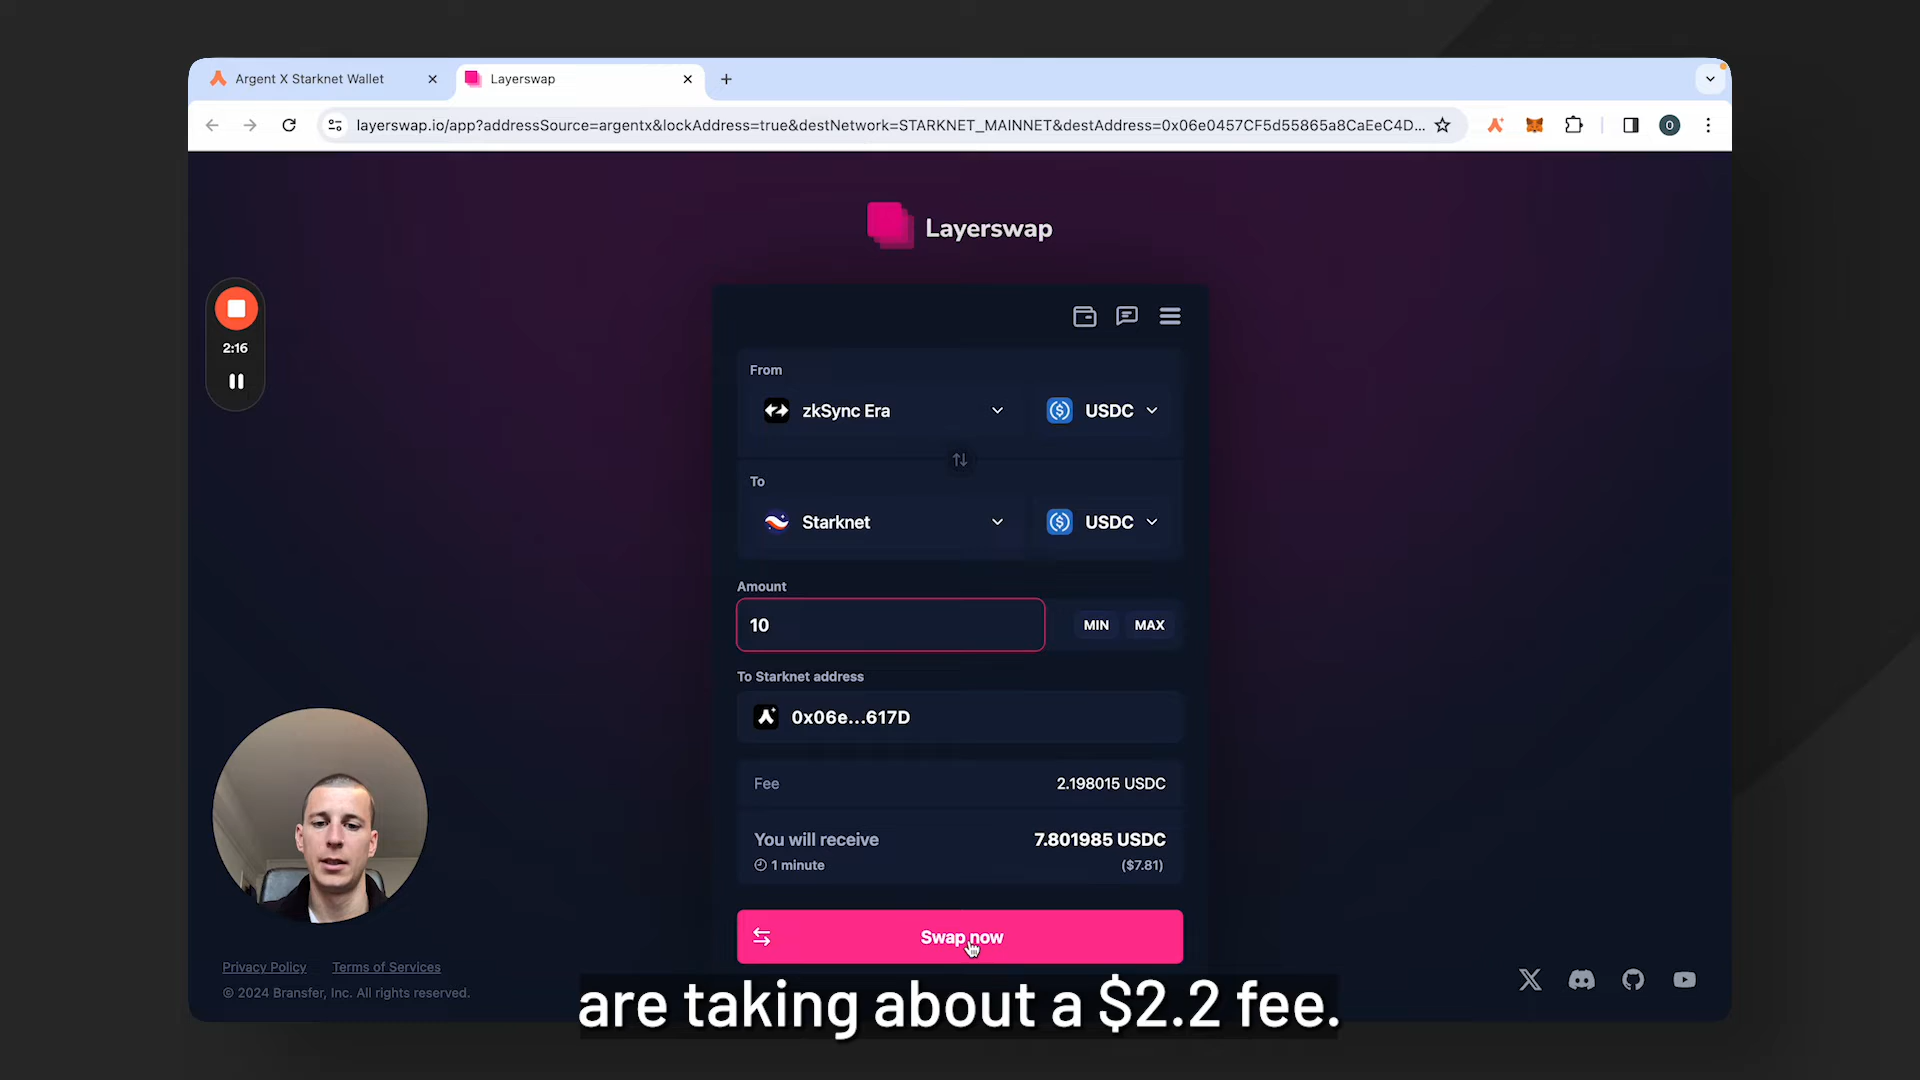 Argent X Starknet Wallet
Layerswap
layerswap.io/app?addressSource=argentx&lockAddress=true&destNetwork=STARKNET_MAINNET&destAddress=0x06e0457CF5d55865a8CaEeC4D...
O
Layerswap
2:16
From
zkSync Era
USDC
To
Starknet
USDC
Amount
10
MIN
MAX
To Starknet address
0x06e...617D
Fee
2.198015 USDC
You will receive
7.801985 USDC
1 minute
($7.81)
Swap now
Privacy Policy
Terms of Services
© 2024 Bransfer, Inc. All rights reserved.
are taking about a $2.2 fee.